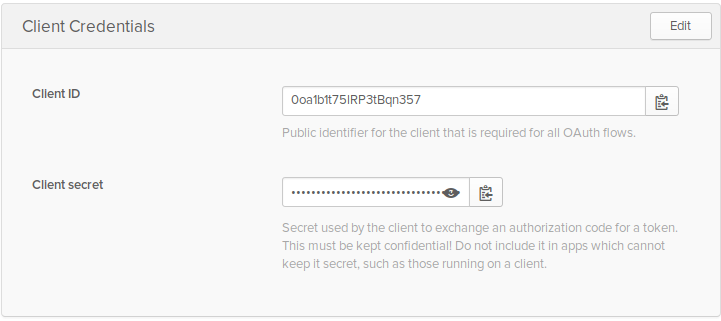 Client Credentials
Edit
Client ID
0oa1b1t75lRP3tBqn357
Public identifier for the client that is required for all OAuth flows.
Client secret
••••••••••••••••••••••••••••••
Secret used by the client to exchange an authorization code for a token.
This must be kept confidential! Do not include it in apps which cannot
keep it secret, such as those running on a client.